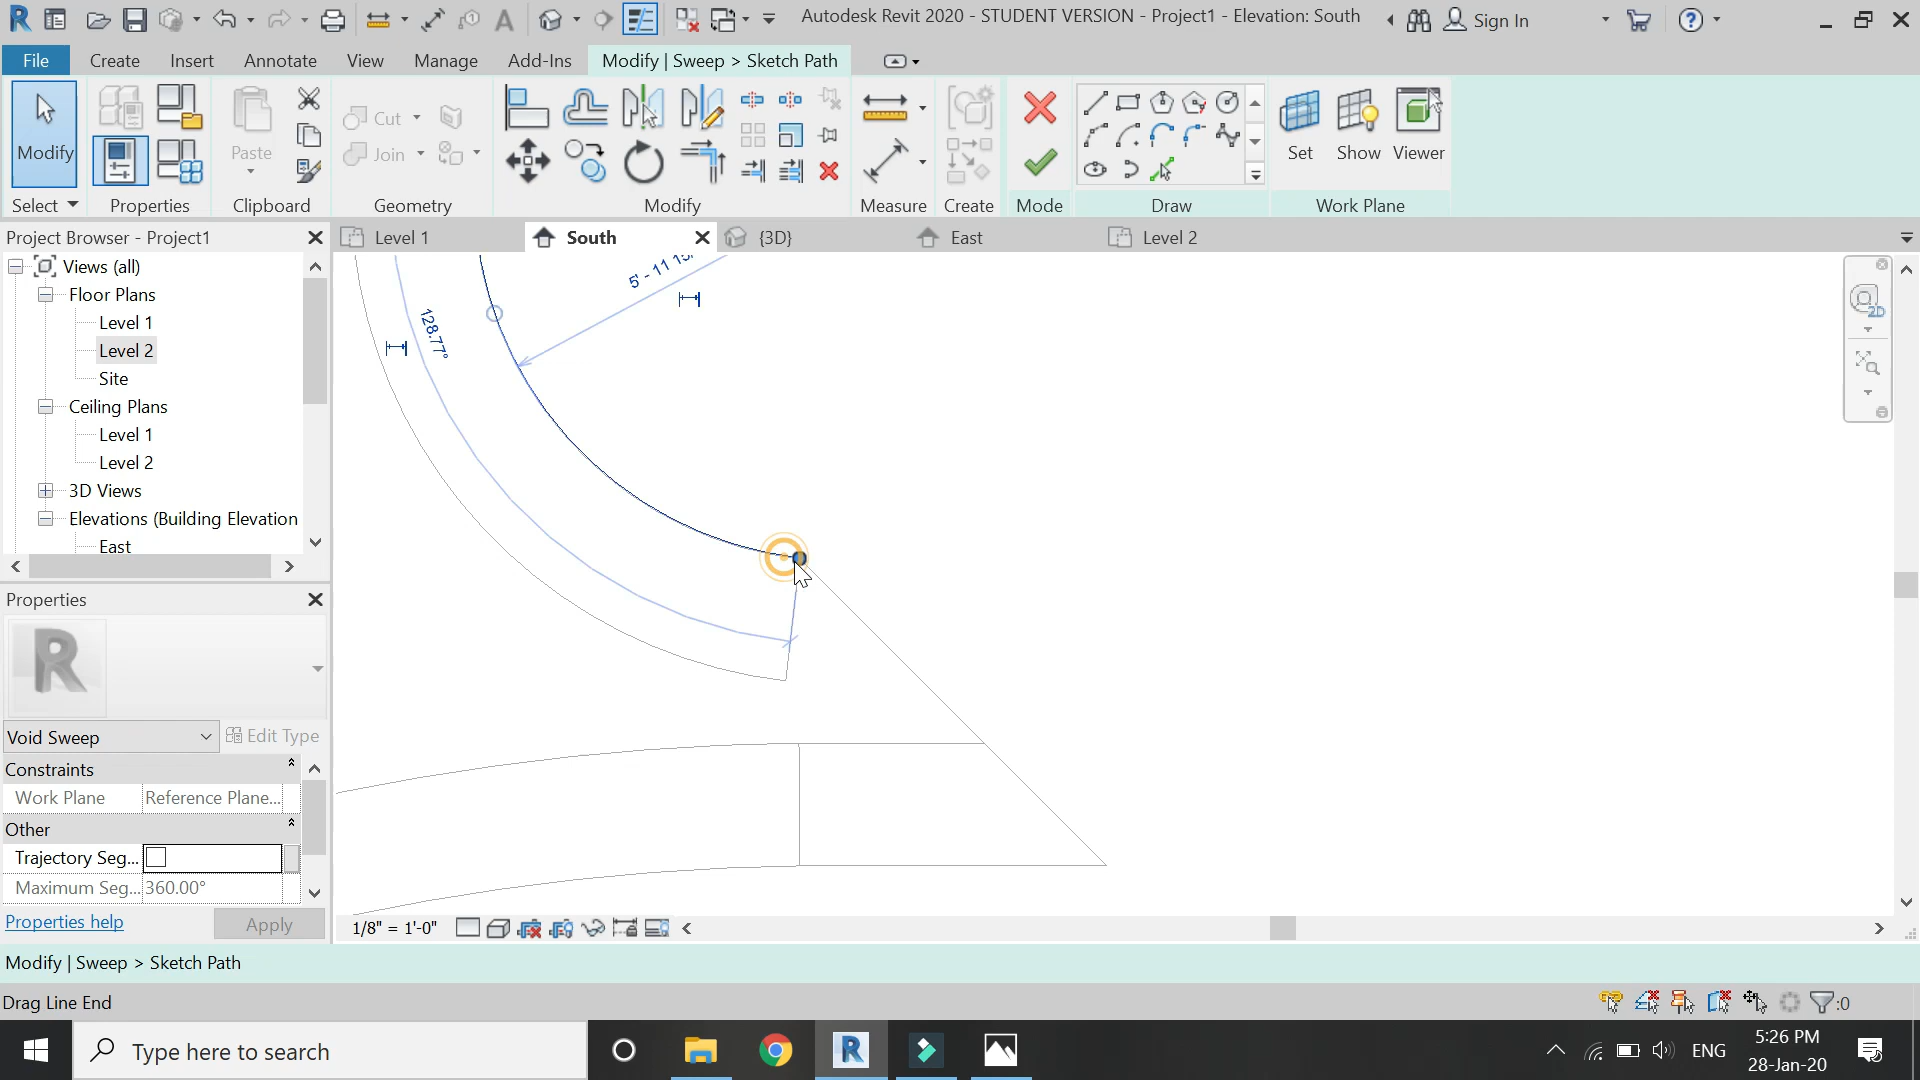 Autodesk Revit 2020 - STUDENT VERSION - Project1 - Elevation: South
Sign In
File
Create
Insert
Annotate
View
Manage
Add-Ins
Modify | Sweep > Sketch Path
Modify
Paste
Cut
Join
Set
Show
Viewer
Select
Properties
Clipboard
Geometry
Modify
Measure
Create
Mode
Draw
Work Plane
Project Browser - Project1
Level 1
South
{3D}
East
Level 2
Views (all)
Floor Plans
Level 1
Level 2
Site
Ceiling Plans
Level 1
Level 2
3D Views
Elevations (Building Elevation
East
128.77°
2D
Properties
Void Sweep
Edit Type
Constraints
Work Plane
Reference Plane...
Other
Trajectory Seg...
Maximum Seg...
360.00°
Properties help
Apply
1/8" = 1'-0"
Modify | Sweep > Sketch Path
Drag Line End
:0
Type here to search
ENG
5:26 PM
28-Jan-20